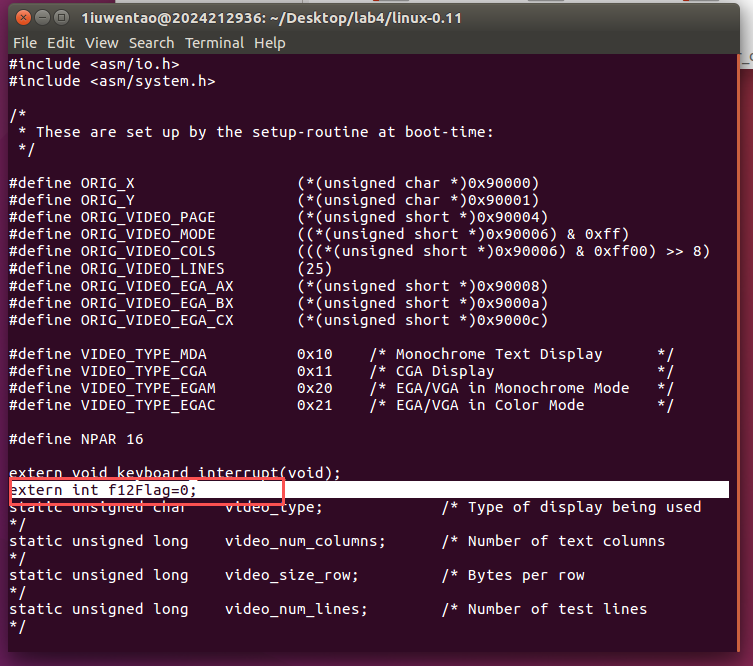 1iuwentao@2024212936: ~/Desktop/lab4/linux-0.11
File Edit View Search Terminal Help
#include <asm/io.h>
#include <asm/system.h>
/*
 * These are set up by the setup-routine at boot-time:
 */
#define ORIG_X                  (*(unsigned char *)0x90000)
#define ORIG_Y                  (*(unsigned char *)0x90001)
#define ORIG_VIDEO_PAGE         (*(unsigned short *)0x90004)
#define ORIG_VIDEO_MODE         ((*(unsigned short *)0x90006) & 0xff)
#define ORIG_VIDEO_COLS         (((*(unsigned short *)0x90006) & 0xff00) >> 8)
#define ORIG_VIDEO_LINES        (25)
#define ORIG_VIDEO_EGA_AX       (*(unsigned short *)0x90008)
#define ORIG_VIDEO_EGA_BX       (*(unsigned short *)0x9000a)
#define ORIG_VIDEO_EGA_CX       (*(unsigned short *)0x9000c)
#define VIDEO_TYPE_MDA          0x10    /* Monochrome Text Display      */
#define VIDEO_TYPE_CGA          0x11    /* CGA Display                  */
#define VIDEO_TYPE_EGAM         0x20    /* EGA/VGA in Monochrome Mode   */
#define VIDEO_TYPE_EGAC         0x21    /* EGA/VGA in Color Mode        */
#define NPAR 16
extern void keyboard_interrupt(void);
extern int f12Flag=0;
static unsigned char    video_type;             /* Type of display being used
*/
static unsigned long    video_num_columns;      /* Number of text columns
*/
static unsigned long    video_size_row;         /* Bytes per row
*/
static unsigned long    video_num_lines;        /* Number of test lines
*/